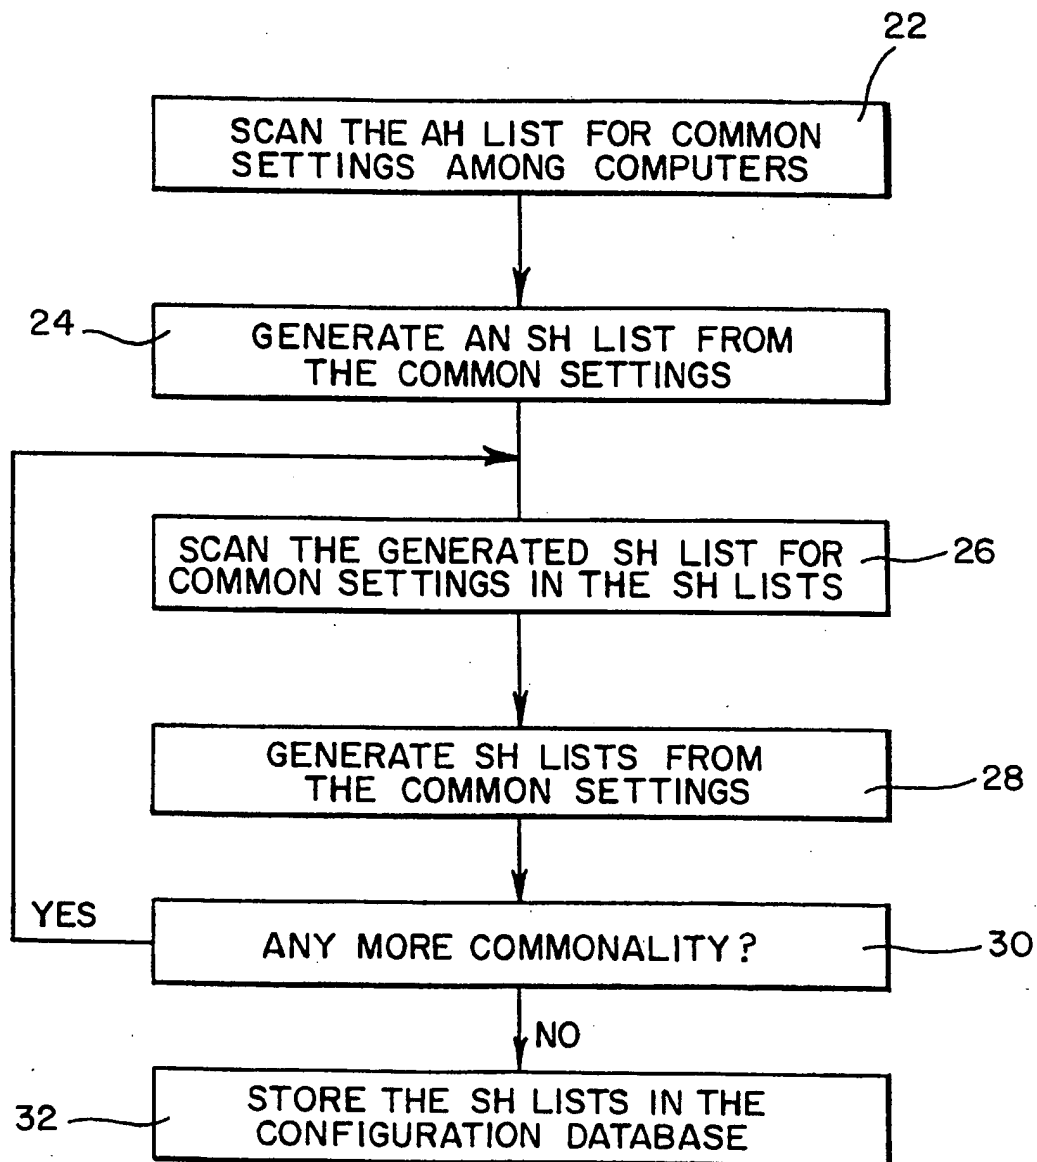 22
SCAN THE AH LIST FOR COMMON
SETTINGS AMONG COMPUTERS
24
GENERATE AN SH LIST FROM
THE COMMON SETTINGS
SCAN THE GENERATED SH LIST FOR
COMMON SETTINGS IN THE SH LISTS
26
GENERATE SH LISTS FROM
THE COMMON SETTINGS
28
YES
ANY MORE COMMONALITY?
30
NO
32
STORE THE SH LISTS IN THE
CONFIGURATION DATABASE